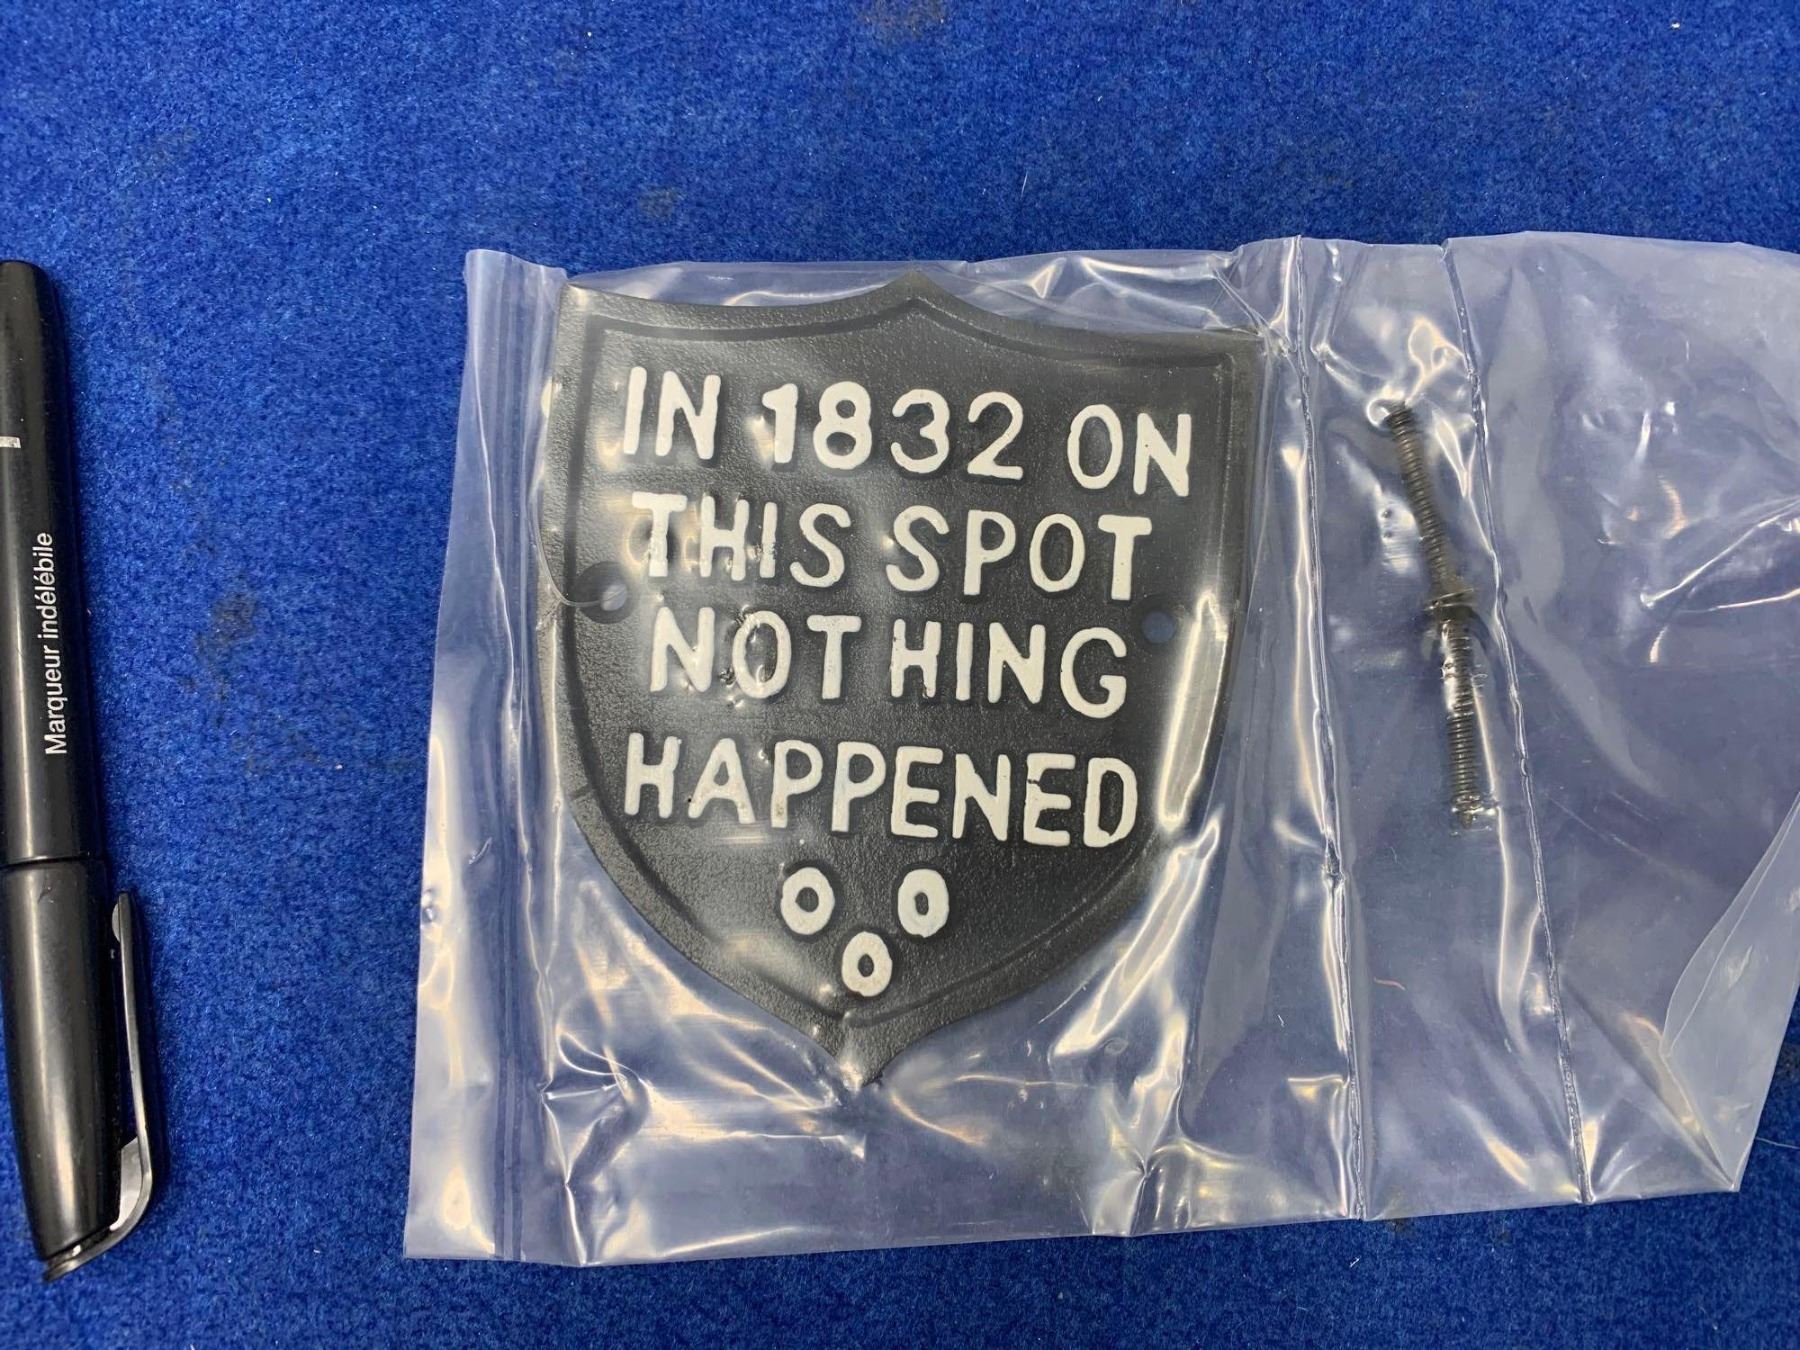 Marqueur indélébile
IN 1832 ON
THIS SPOT
NOTHING
HAPPENED